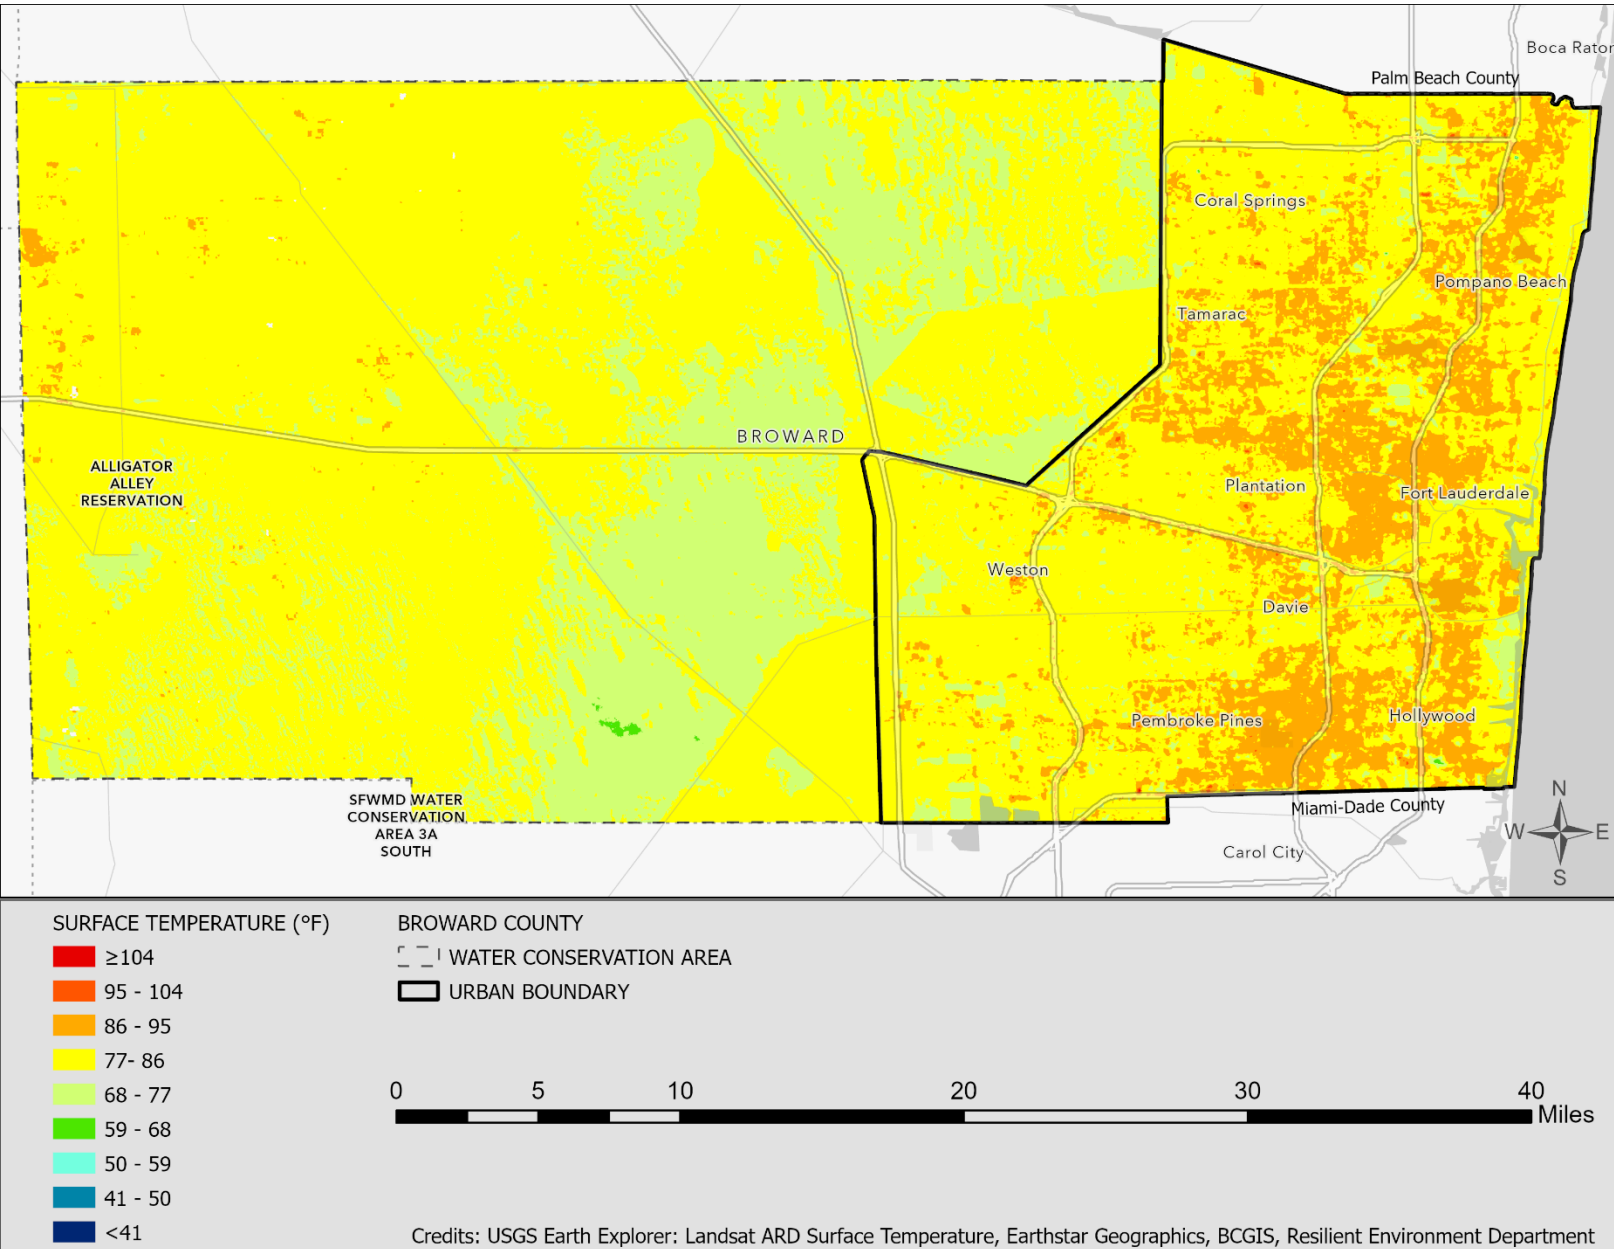 Boca Rator
Palm Beach County
Coral Springs
Pompano Beach
Tamarac
BROWARD
ALLIGATOR
ALLEY
RESERVATION
Plantation
Fort Lauderdale
Weston
Davie
Pembroke Pines
Hollywood
SFWMD WATER
CONSERVATION
AREA 3A
SOUTH
Miami-Dade County
Carol City
N
W E
S
SURFACE TEMPERATURE (°F)
≥104
95 - 104
86 - 95
77- 86
68 - 77
59 - 68
50 - 59
41 - 50
<41
BROWARD COUNTY
WATER CONSERVATION AREA
URBAN BOUNDARY
0 5 10 20 30 40
Miles
Credits: USGS Earth Explorer: Landsat ARD Surface Temperature, Earthstar Geographics, BCGIS, Resilient Environment Department